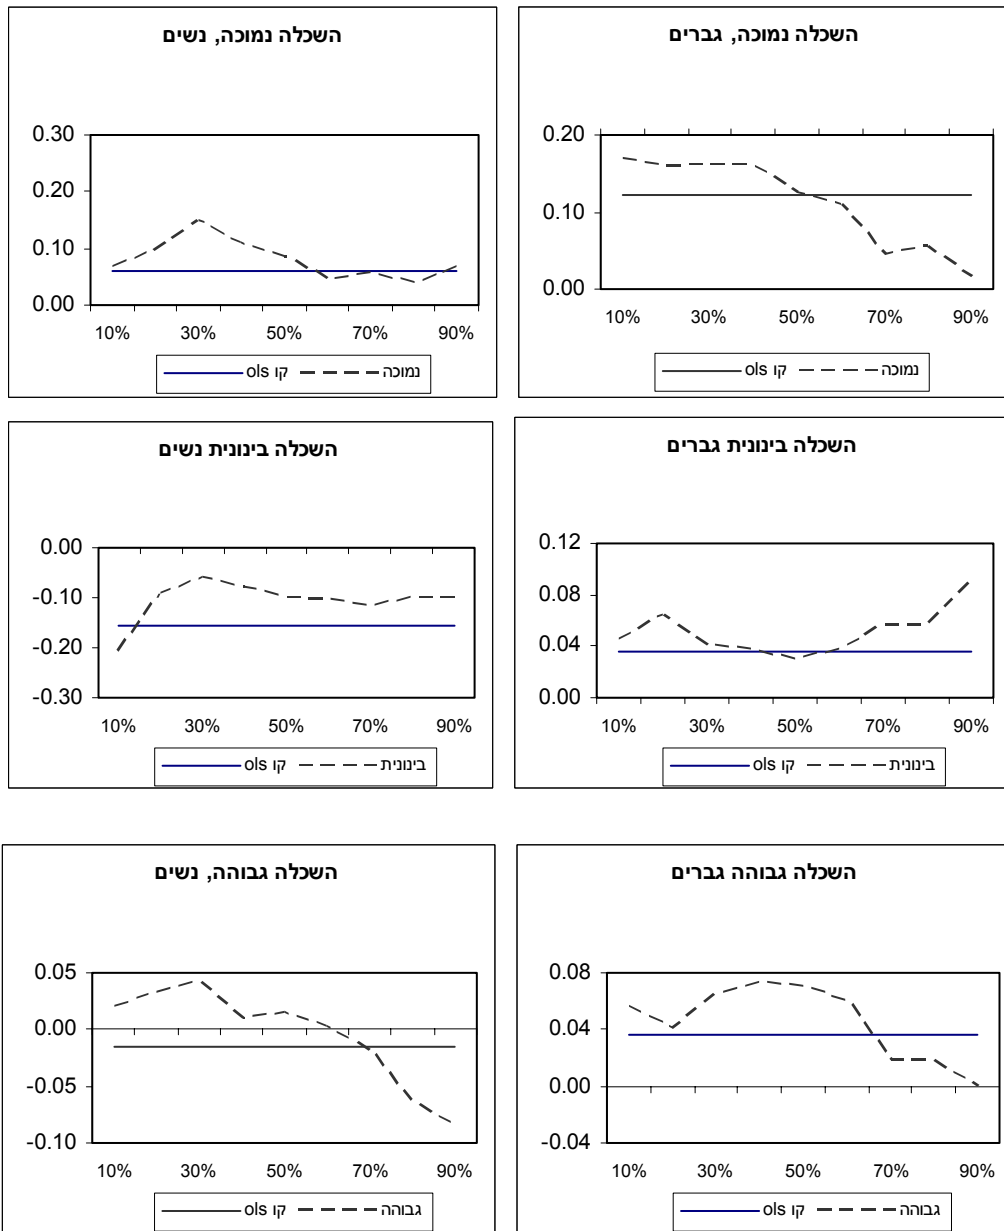 השכלה נמוכה, גברים
0.20
0.10
0.00
10% 30% 50% 70% 90%
קו ols נמוכה
השכלה נמוכה, נשים
0.30
0.20
0.10
0.00
10% 30% 50% 70% 90%
קו ols נמוכה
השכלה בינונית גברים
0.12
0.08
0.04
0.00
10% 30% 50% 70% 90%
קו ols בינונית
השכלה בינונית נשים
0.00
-0.10
-0.20
-0.30
10% 30% 50% 70% 90%
קו ols בינונית
השכלה גבוהה גברים
0.08
0.04
0.00
-0.04
10% 30% 50% 70% 90%
קו ols גבוהה
השכלה גבוהה, נשים
0.05
0.00
-0.05
-0.10
10% 30% 50% 70% 90%
קו ols גבוהה